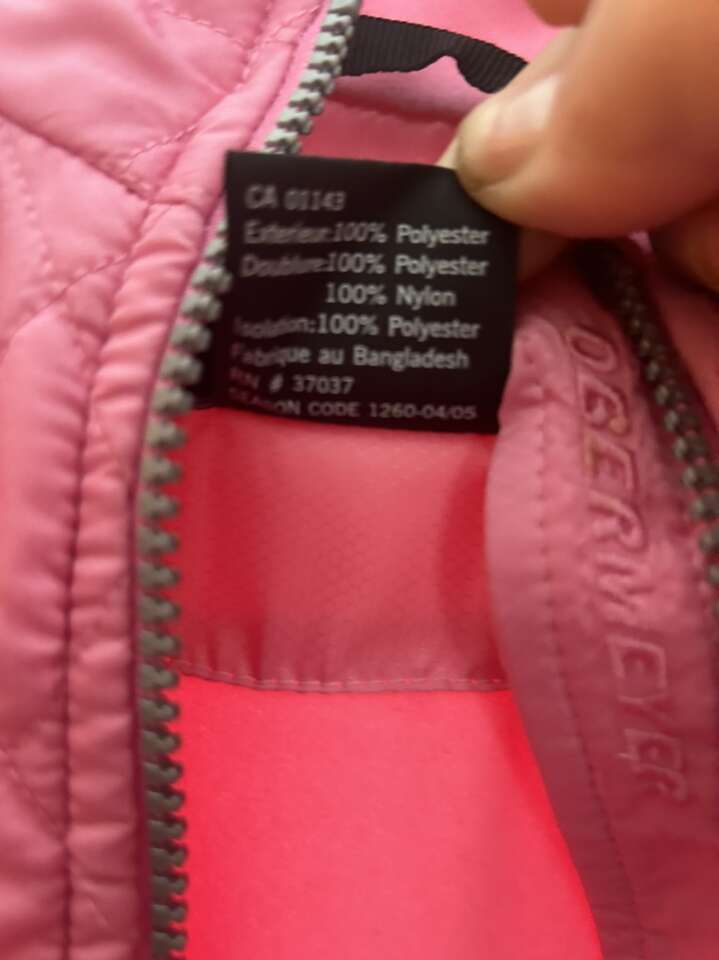 CA 01143
Exterieur:100% Polyester
Doublure:100% Polyester
100% Nylon
Isolation:100% Polyester
Fabrique au Bangladesh
RN # 37037
SEASON CODE 1260-04/05
OBERMEYER